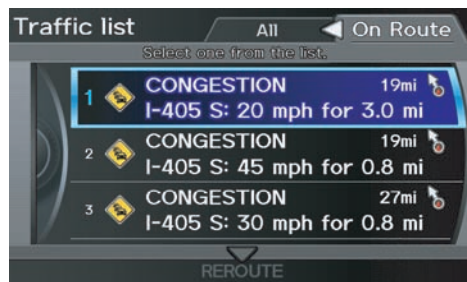 Traffic list
All
On Route
Select one from the list.
1 CONGESTION 19mi
I-405 S: 20 mph for 3.0 mi
2 CONGESTION 19mi
I-405 S: 45 mph for 0.8 mi
3 CONGESTION 27mi
I-405 S: 30 mph for 0.8 mi
REROUTE